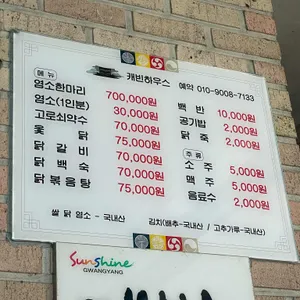 캐빈하우스 예약 010-9008-7133
메뉴
염소한마리 700,000원
염소(1인분) 30,000원
고로쇠약수 70,000원
옻 닭 70,000원
닭 갈 비 75,000원
닭 백 숙 70,000원
닭볶음탕 75,000원
백 반 10,000원
공기밥 2,000원
닭 죽 2,000원
주 류
소 주 5,000원
맥 주 5,000원
음료수 2,000원
쌀 닭 염소 - 국내산 김치(배추-국내산 / 고추가루-국내산)
Sunshine
GWANGYANG